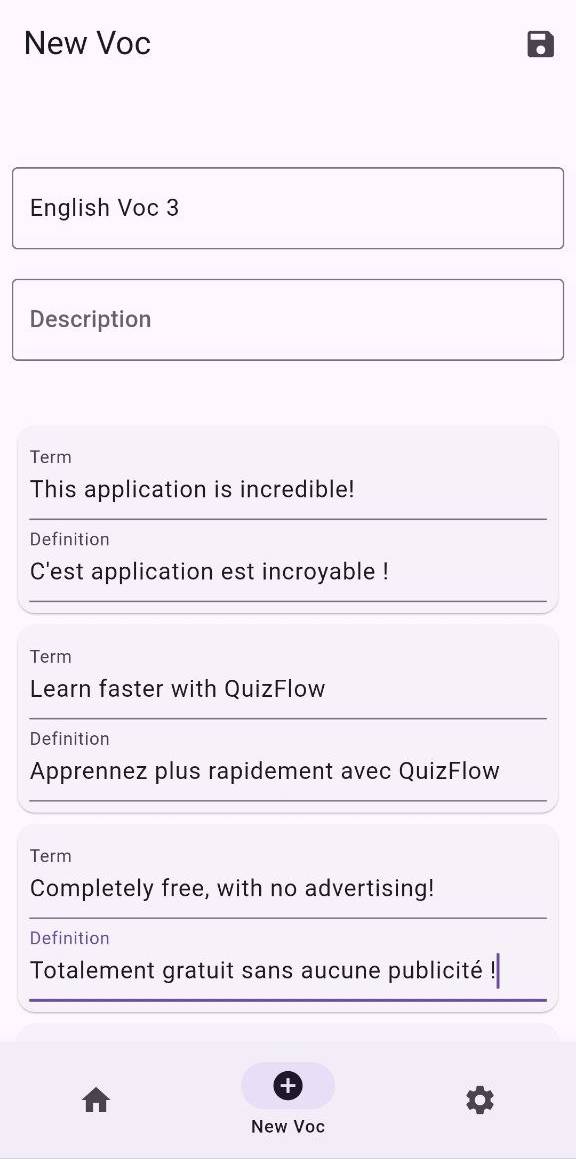 New Voc
English Voc 3
Description
Term
This application is incredible!
Definition
C'est application est incroyable !
Term
Learn faster with QuizFlow
Definition
Apprennez plus rapidement avec QuizFlow
Term
Completely free, with no advertising!
Definition
Totalement gratuit sans aucune publicité !
New Voc